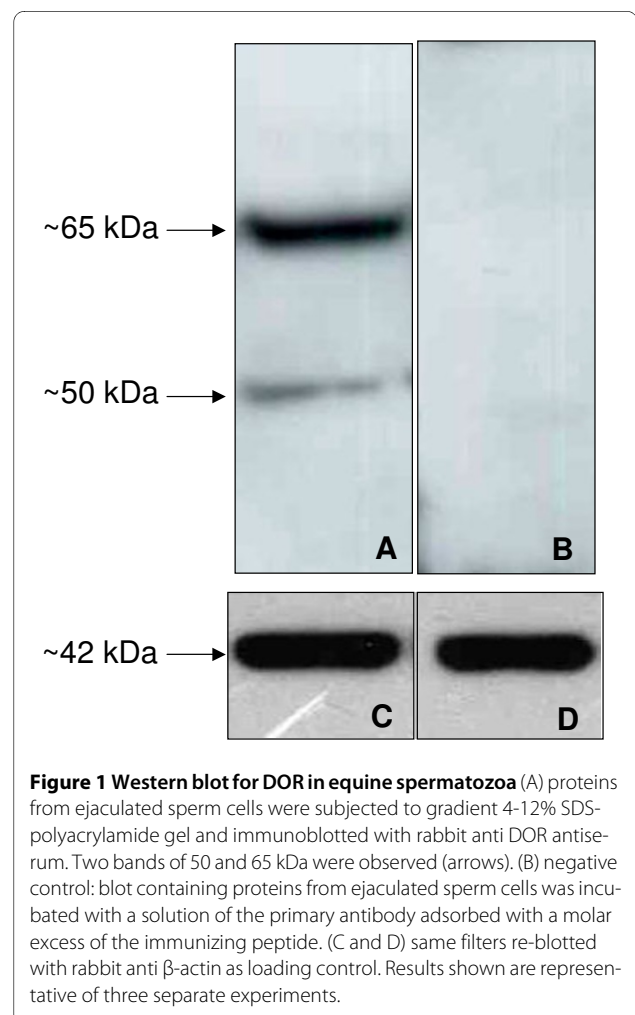 ~65 kDa
~50 kDa
A
B
~42 kDa
C
D
Figure 1 Western blot for DOR in equine spermatozoa (A) proteins
from ejaculated sperm cells were subjected to gradient 4-12% SDS-
polyacrylamide gel and immunoblotted with rabbit anti DOR antise-
rum. Two bands of 50 and 65 kDa were observed (arrows). (B) negative
control: blot containing proteins from ejaculated sperm cells was incu-
bated with a solution of the primary antibody adsorbed with a molar
excess of the immunizing peptide. (C and D) same filters re-blotted
with rabbit anti β-actin as loading control. Results shown are represen-
tative of three separate experiments.